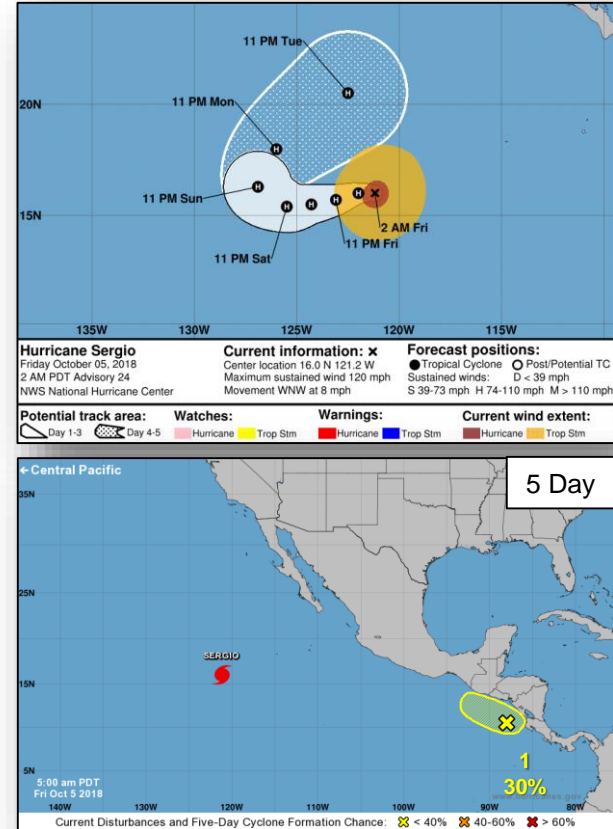 11 PM Tue
20N
11 PM Mon
11 PM Sun
15N
2 AM Fri
11 PM Fri
11 PM Sat
135W 130W 125W 120W 115W
Hurricane Sergio
Friday October 05, 2018
2 AM PDT Advisory 24
NWS National Hurricane Center
Current information: ×
Center location 16.0 N 121.2 W
Maximum sustained wind 120 mph
Movement WNW at 8 mph
Forecast positions:
Tropical Cyclone Post/Potential TC
Sustained winds: D < 39 mph
S 39-73 mph H 74-110 mph M > 110 mph
Potential track area:
Day 1-3 Day 4-5
Watches:
Hurricane Trop Stm
Warnings:
Hurricane Trop Stm
Current wind extent:
Hurricane Trop Stm
←Central Pacific
5 Day
35N
25N
SERGIO
15N
1
30%
5N
5:00 am PDT
Fri Oct 5 2018
140W 130W 120W 110W 100W 90W 80W
Current Disturbances and Five-Day Cyclone Formation Chance: < 40% 40-60% > 60%